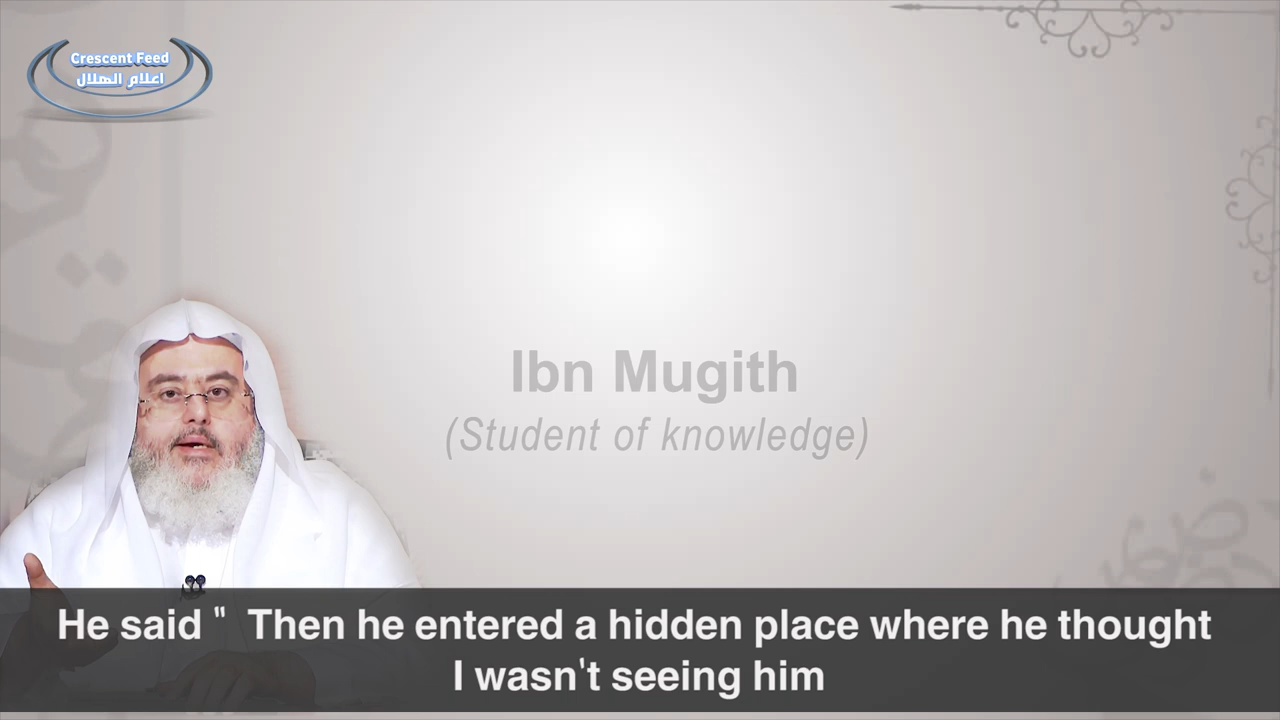 Crescent Feed
اعلام الهلال
Ibn Mugith
(Student of knowledge)
He said " Then he entered a hidden place where he thought
I wasn't seeing him